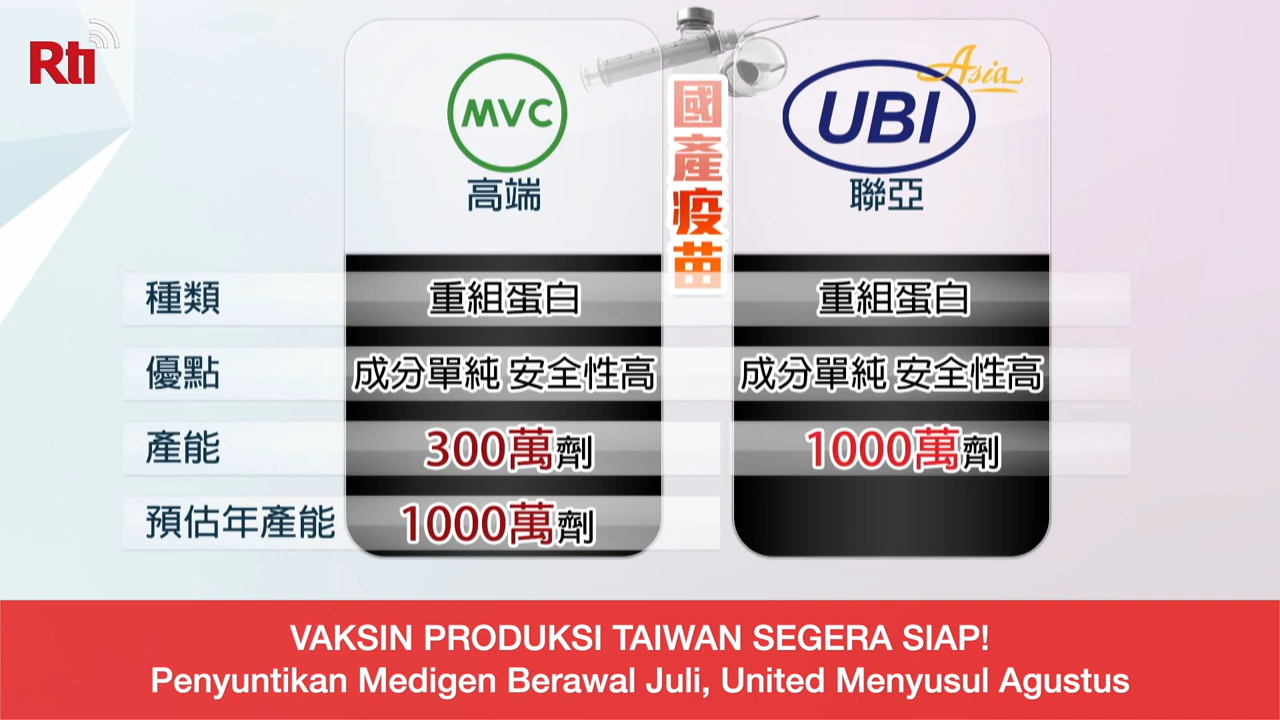 Rti
MVC
高端
國產疫苗
UBI Asia
聯亞
種類 重組蛋白 重組蛋白
優點 成分單純 安全性高 成分單純 安全性高
產能 300萬劑 1000萬劑
預估年產能 1000萬劑
VAKSIN PRODUKSI TAIWAN SEGERA SIAP!
Penyuntikan Medigen Berawal Juli, United Menyusul Agustus